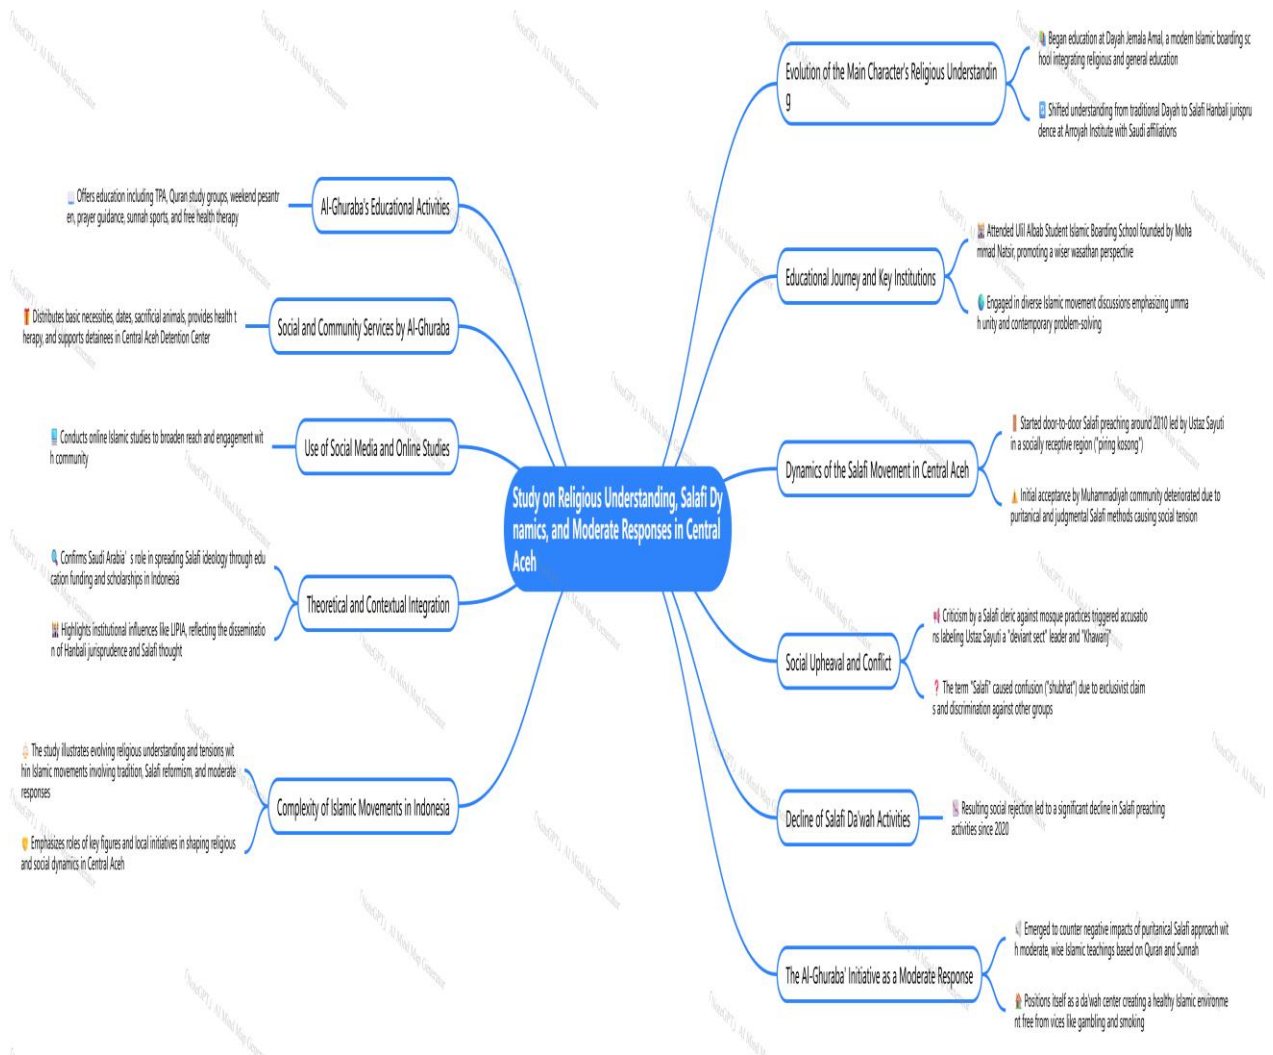 Study on Religious Understanding, Salafi Dy
namics, and Moderate Responses in Central
Aceh
Evolution of the Main Character's Religious Understandin
g
Began education at Dayah Jemala Amal, a modern Islamic boarding sc
hool integrating religious and general education
Shifted understanding from traditional Dayah to Salafi Hanbali jurispru
dence at Arroyah Institute with Saudi affiliations
Educational Journey and Key Institutions
Attended Ulil Albab Student Islamic Boarding School founded by Moha
mmad Natsir, promoting a wiser wasathan perspective
Engaged in diverse Islamic movement discussions emphasizing umma
h unity and contemporary problem-solving
Dynamics of the Salafi Movement in Central Aceh
Started door-to-door Salafi preaching around 2010 led by Ustaz Sayuti
in a socially receptive region ("piring kosong")
Initial acceptance by Muhammadiyah community deteriorated due to
puritanical and judgmental Salafi methods causing social tension
Social Upheaval and Conflict
Criticism by a Salafi cleric against mosque practices triggered accusatio
ns labeling Ustaz Sayuti a "deviant sect" leader and "Khawarij"
The term "Salafi" caused confusion ("shubhat") due to exclusivist claim
s and discrimination against other groups
Decline of Salafi Da'wah Activities
Resulting social rejection led to a significant decline in Salafi preaching
activities since 2020
The Al-Ghuraba' Initiative as a Moderate Response
Emerged to counter negative impacts of puritanical Salafi approach wit
h moderate, wise Islamic teachings based on Quran and Sunnah
Positions itself as a da'wah center creating a healthy Islamic environme
nt free from vices like gambling and smoking
Al-Ghuraba's Educational Activities
Offers education including TPA, Quran study groups, weekend pesantr
en, prayer guidance, sunnah sports, and free health therapy
Social and Community Services by Al-Ghuraba
Distributes basic necessities, dates, sacrificial animals, provides health t
herapy, and supports detainees in Central Aceh Detention Center
Use of Social Media and Online Studies
Conducts online Islamic studies to broaden reach and engagement wit
h community
Theoretical and Contextual Integration
Confirms Saudi Arabia's role in spreading Salafi ideology through edu
cation funding and scholarships in Indonesia
Highlights institutional influences like LIPIA, reflecting the disseminatio
n of Hanbali jurisprudence and Salafi thought
Complexity of Islamic Movements in Indonesia
The study illustrates evolving religious understanding and tensions wit
hin Islamic movements involving tradition, Salafi reformism, and moderate
responses
Emphasizes roles of key figures and local initiatives in shaping religious
and social dynamics in Central Aceh
「NoteGPT」 AI Mind Map Generator